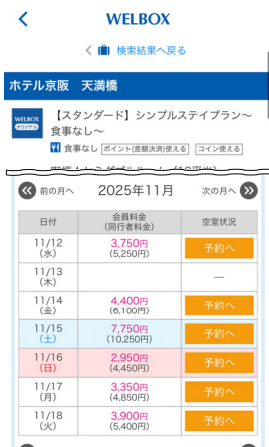 WELBOX
検索結果へ戻る
ホテル京阪 天満橋
WELBOX
オリジナル
【スタンダード】シンプルステイプラン～
食事なし～
食事なし ポイント(差額決済)使える コイン使える
前の月へ 2025年11月 次の月へ
日付 会員料金 空室状況
(同行者料金)
11/12 3,750円 予約へ
(水) (5,250円)
11/13 —
(木)
11/14 4,400円 予約へ
(金) (6,100円)
11/15 7,750円 予約へ
(土) (10,250円)
11/16 2,950円 予約へ
(日) (4,450円)
11/17 3,350円 予約へ
(月) (4,850円)
11/18 3,900円 予約へ
(火) (5,400円)